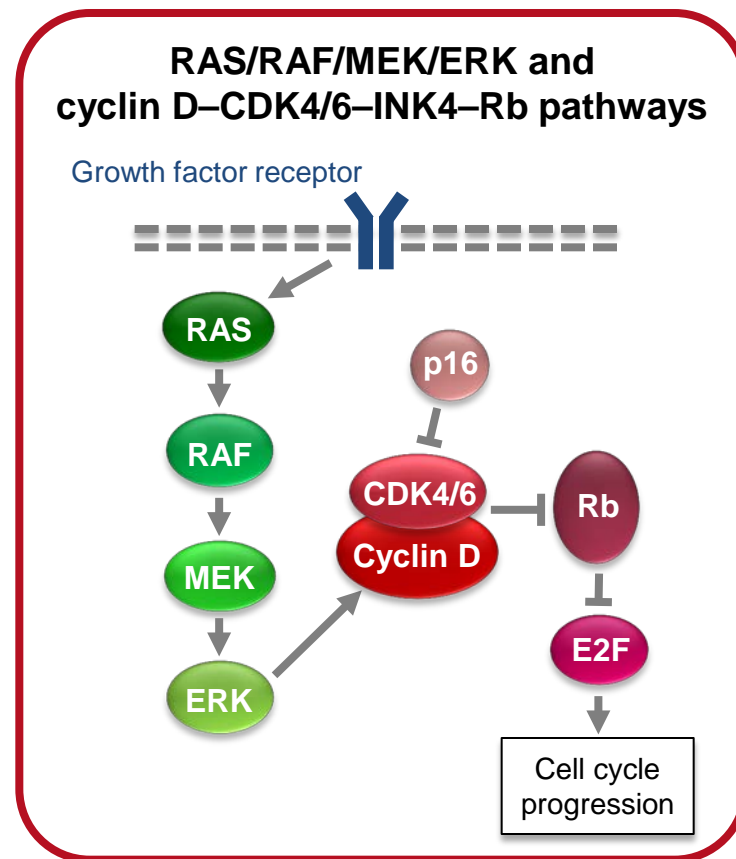 RAS/RAF/MEK/ERK and
cyclin D–CDK4/6–INK4–Rb pathways
Growth factor receptor
RAS
p16
RAF
CDK4/6
Rb
Cyclin D
MEK
E2F
ERK
Cell cycle
progression